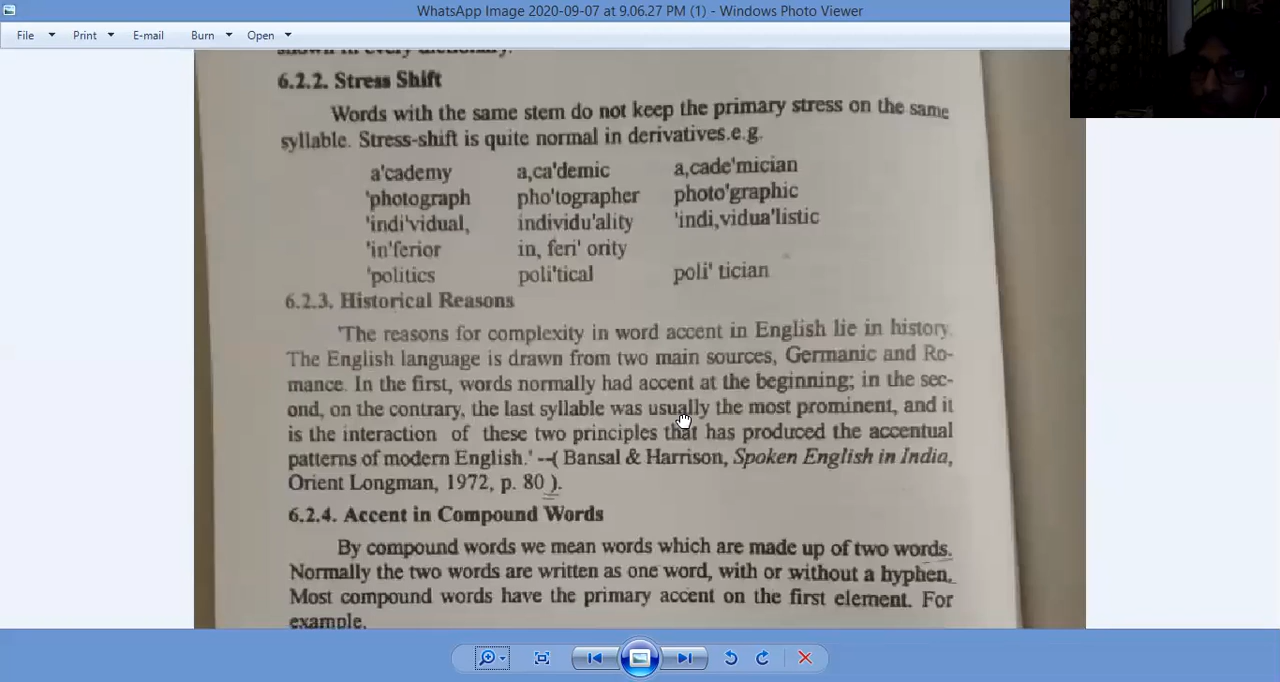 WhatsApp Image 2020-09-07 at 9.06.27 PM (1) - Windows Photo Viewer
File Print E-mail Burn Open
shown in every dictionary.
6.2.2. Stress Shift
Words with the same stem do not keep the primary stress on the same
syllable. Stress-shift is quite normal in derivatives.e.g.
a'cademy a,ca'demic a,cade'mician
'photograph pho'tographer photo'graphic
'indi'vidual, individu'ality 'indi,vidua'listic
'in'ferior in, feri' ority
'politics poli'tical poli' tician
6.2.3. Historical Reasons
'The reasons for complexity in word accent in English lie in history.
The English language is drawn from two main sources, Germanic and Ro-
mance. In the first, words normally had accent at the beginning; in the sec-
ond, on the contrary, the last syllable was usually the most prominent, and it
is the interaction of these two principles that has produced the accentual
patterns of modern English.' --( Bansal & Harrison, Spoken English in India,
Orient Longman, 1972, p. 80 ).
6.2.4. Accent in Compound Words
By compound words we mean words which are made up of two words.
Normally the two words are written as one word, with or without a hyphen.
Most compound words have the primary accent on the first element. For
example,